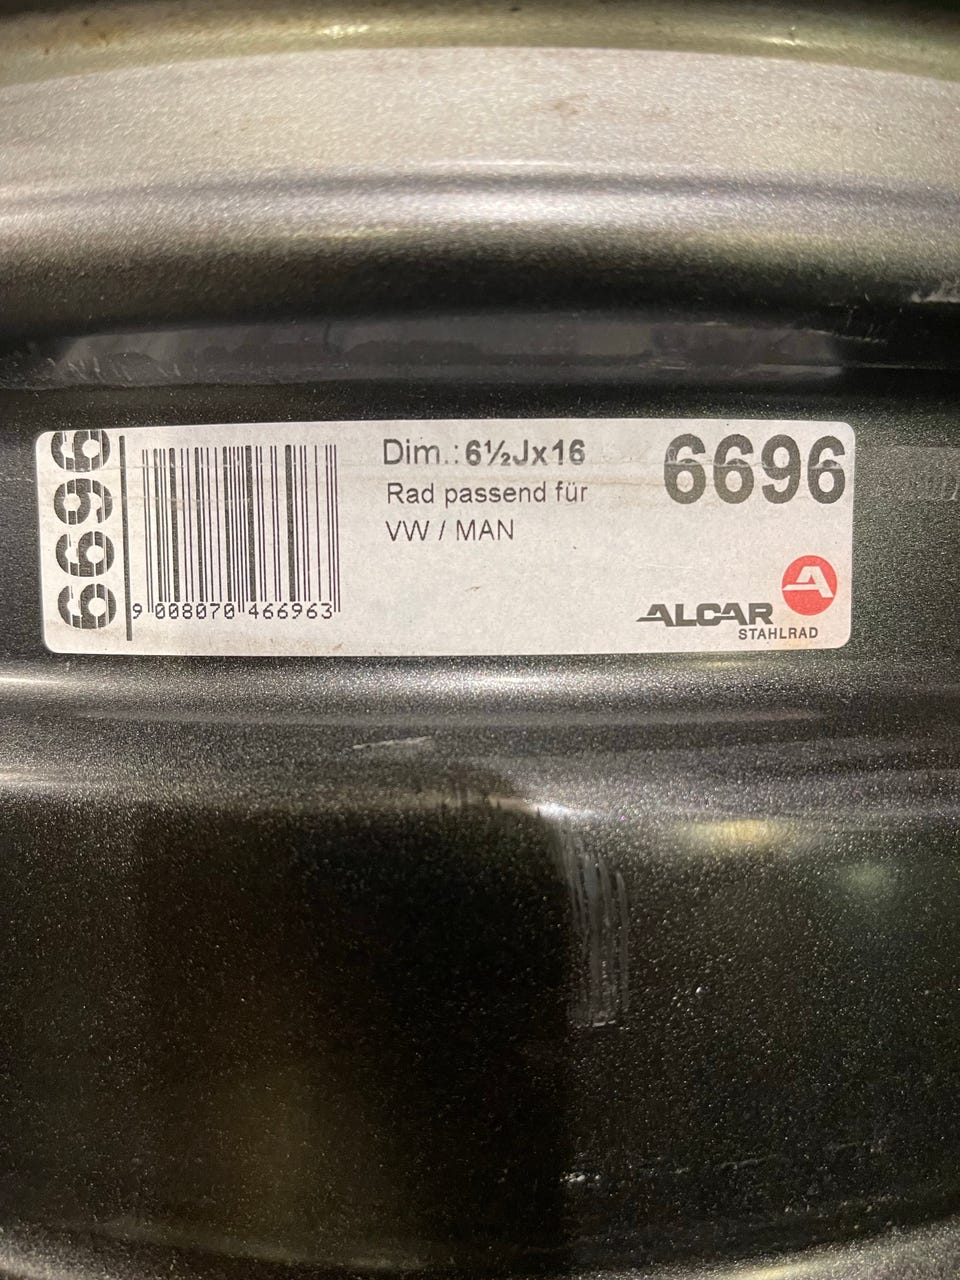 6696
9 008070 466963
Dim.: 6½Jx16
Rad passend für
VW / MAN
6696
ALCAR
STAHLRAD